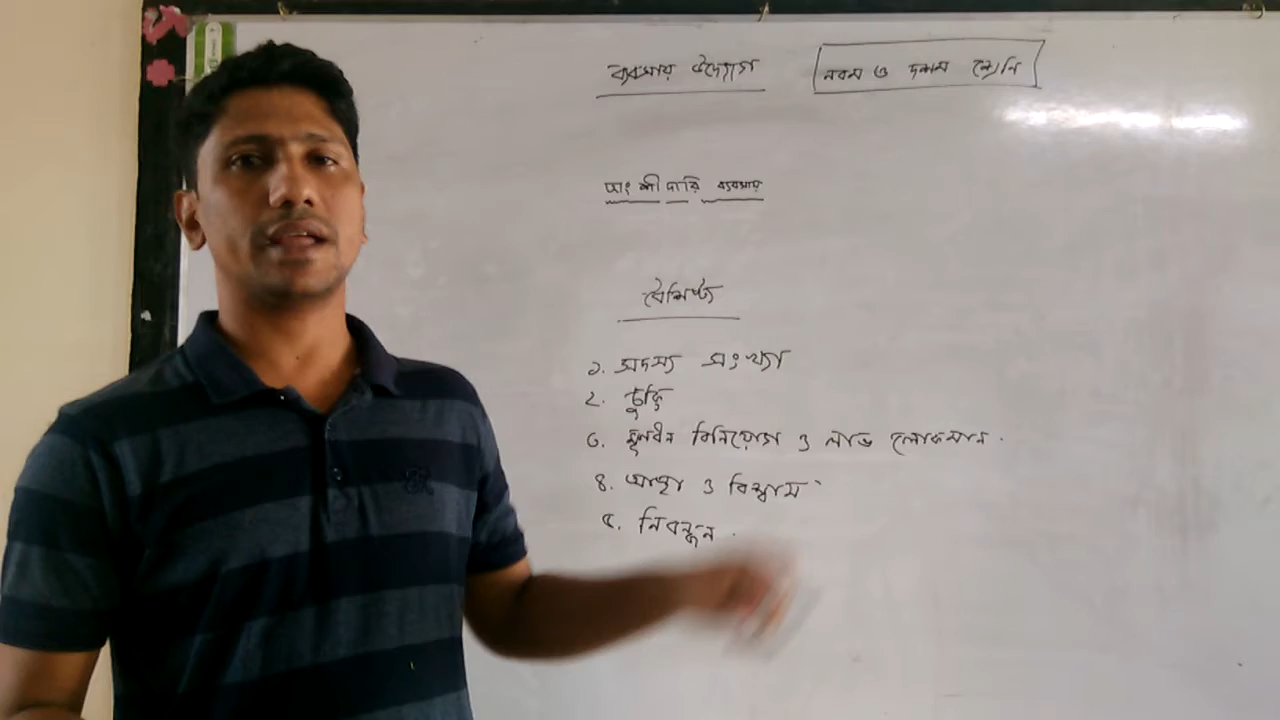 ব্যবসায় উদ্যোগ
নবম ও দশম শ্রেণি
অংশীদারি ব্যবসায়
বৈশিষ্ট্য
১. সদস্য সংখ্যা
২. চুক্তি
৩. মূলধন বিনিয়োগ ও লাভ লোকসান.
৪. আস্থা ও বিশ্বাস
৫. নিবন্ধন.